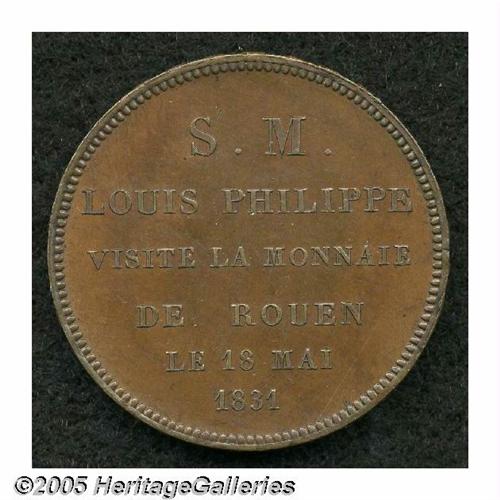 S. M.
LOUIS PHILIPPE
VISITE LA MONNAIE
DE ROUEN
LE 18 MAI
1831
©2005 HeritageGalleries